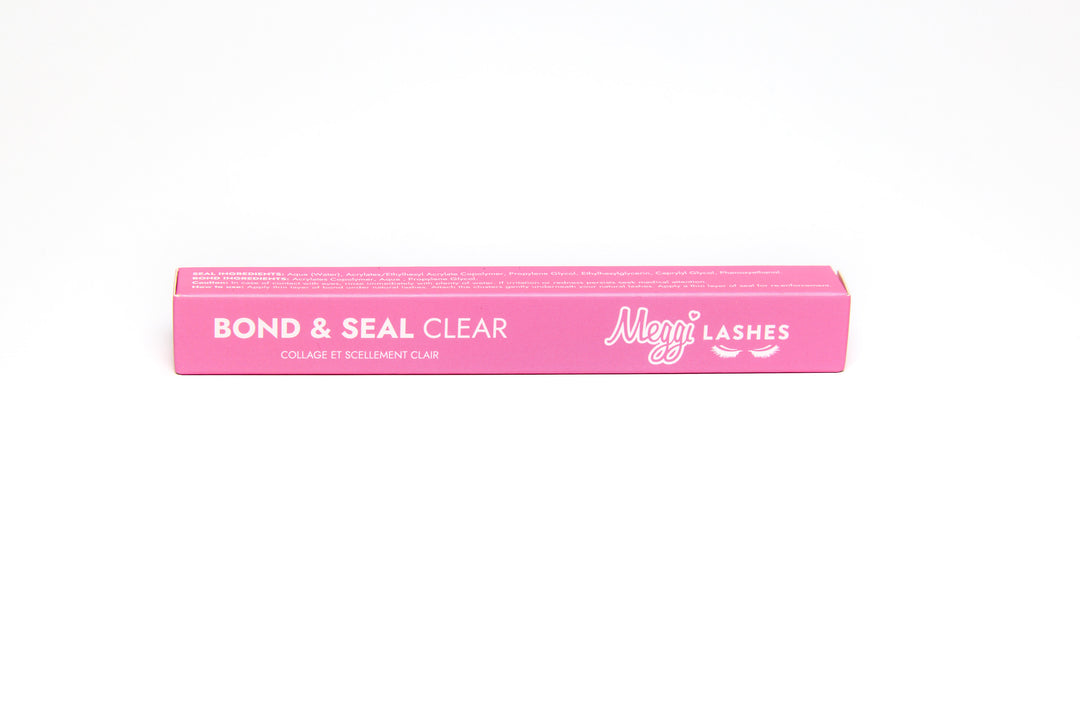 SEAL INGREDIENTS: Aqua (Water), Acrylates/Ethylhexyl Acrylate Copolymer, Propylene Glycol, Ethylhexylglycerin, Caprylyl Glycol, Phenoxyethanol.
BOND INGREDIENTS: Acrylates Copolymer, Aqua , Propylene Glycol.
Caution: In case of contact with eyes, rinse immediately with plenty of water. If irritation or redness persists seek medical attention.
How to use: Apply thin layer of bond under natural lashes. Attach the clusters gently underneath your natural lashes. Apply a thin layer of seal for re-enforcement.
BOND & SEAL CLEAR
COLLAGE ET SCELLEMENT CLAIR
Meggi LASHES